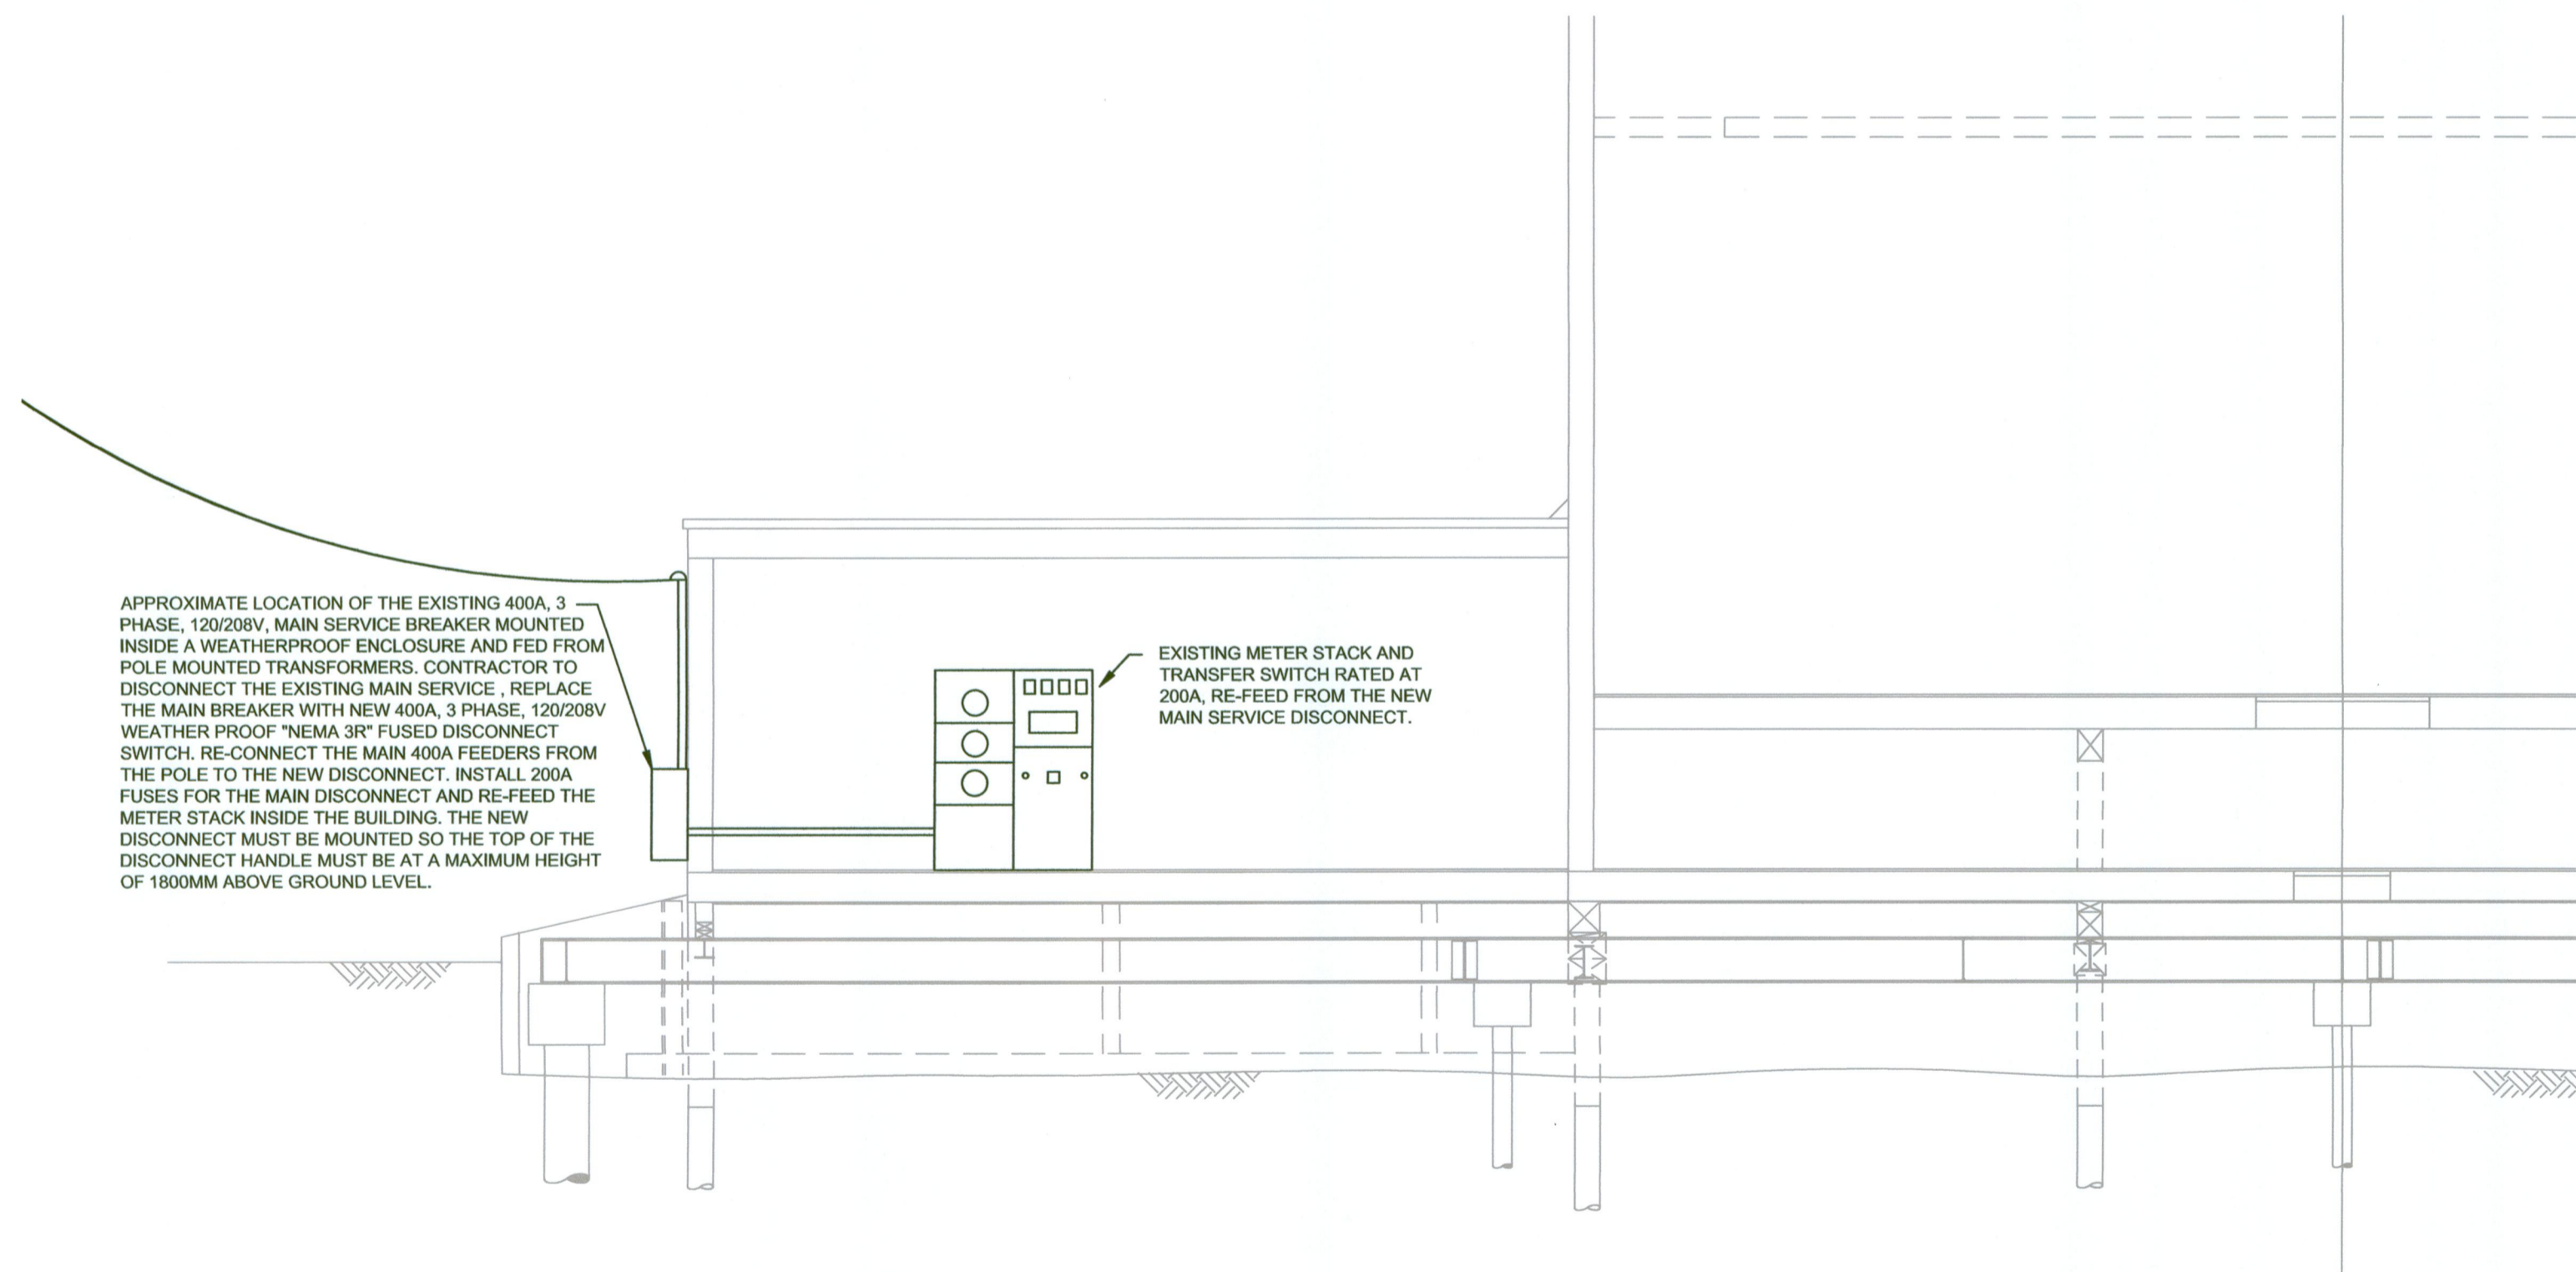 APPROXIMATE LOCATION OF THE EXISTING 400A, 3
PHASE, 120/208V, MAIN SERVICE BREAKER MOUNTED
INSIDE A WEATHERPROOF ENCLOSURE AND FED FROM
POLE MOUNTED TRANSFORMERS. CONTRACTOR TO
DISCONNECT THE EXISTING MAIN SERVICE , REPLACE
THE MAIN BREAKER WITH NEW 400A, 3 PHASE, 120/208V
WEATHER PROOF "NEMA 3R" FUSED DISCONNECT
SWITCH. RE-CONNECT THE MAIN 400A FEEDERS FROM
THE POLE TO THE NEW DISCONNECT. INSTALL 200A
FUSES FOR THE MAIN DISCONNECT AND RE-FEED THE
METER STACK INSIDE THE BUILDING. THE NEW
DISCONNECT MUST BE MOUNTED SO THE TOP OF THE
DISCONNECT HANDLE MUST BE AT A MAXIMUM HEIGHT
OF 1800MM ABOVE GROUND LEVEL.
EXISTING METER STACK AND
TRANSFER SWITCH RATED AT
200A, RE-FEED FROM THE NEW
MAIN SERVICE DISCONNECT.